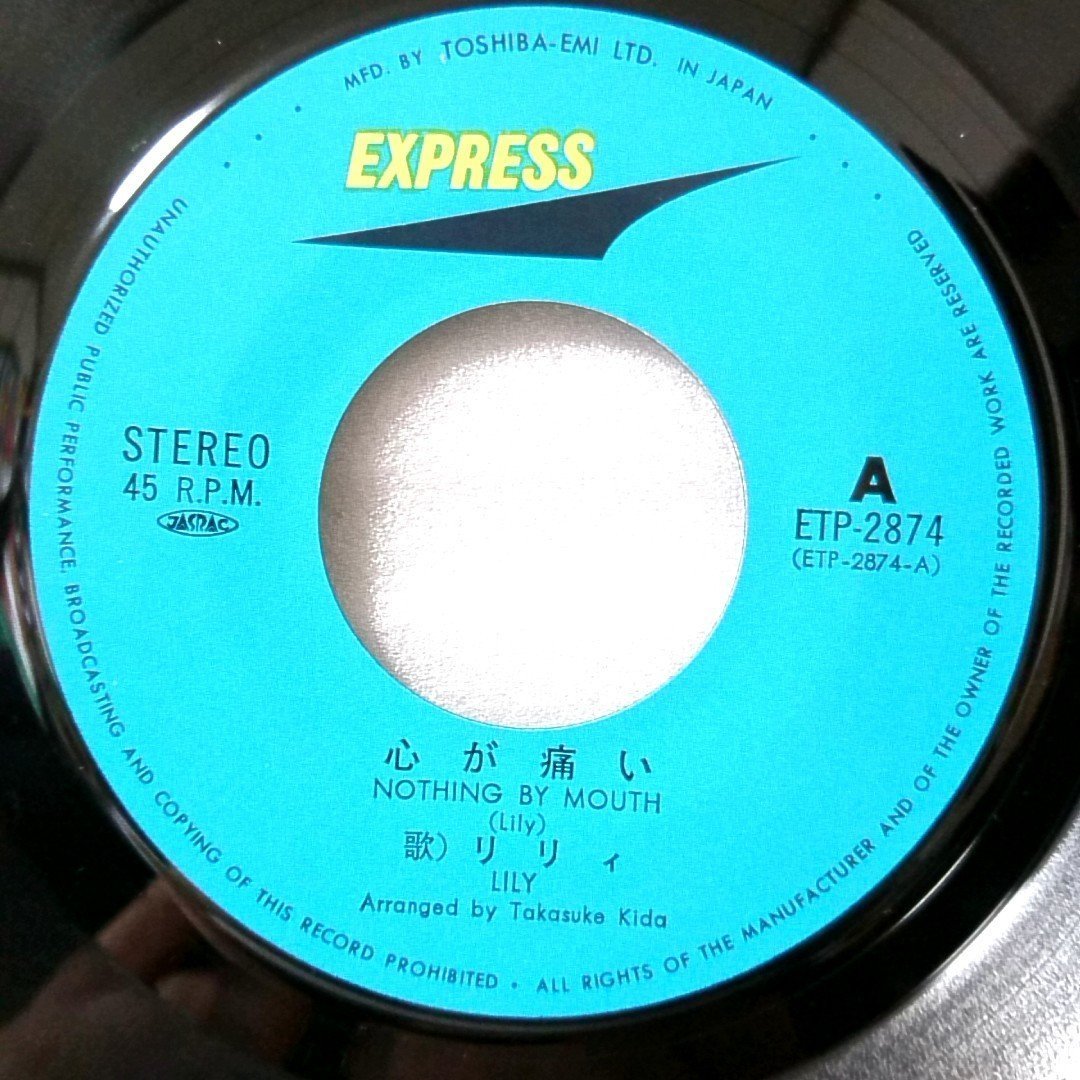 MFD. BY TOSHIBA-EMI LTD. IN JAPAN
EXPRESS
STEREO
45 R.P.M.
JASRAC
A
ETP-2874
(ETP-2874-A)
心が痛い
NOTHING BY MOUTH
(Lily)
歌）リリィ
LILY
Arranged by Takasuke Kida
UNAUTHORIZED PUBLIC PERFORMANCE, BROADCASTING AND COPYING OF THIS RECORD PROHIBITED • ALL RIGHTS OF THE MANUFACTURER AND OF THE OWNER OF THE RECORDED WORK ARE RESERVED